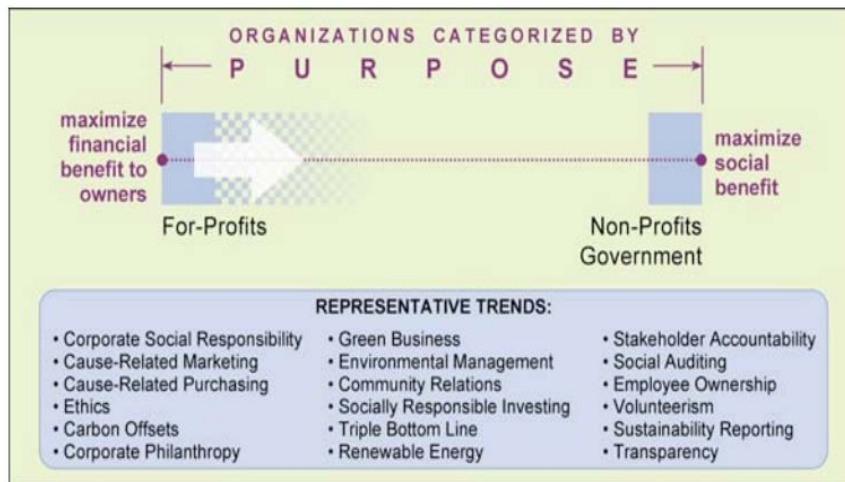 ORGANIZATIONS CATEGORIZED BY
PURPOSE
maximize
financial
benefit to
owners
maximize
social
benefit
For-Profits
Non-Profits
Government
REPRESENTATIVE TRENDS:
• Corporate Social Responsibility
• Cause-Related Marketing
• Cause-Related Purchasing
• Ethics
• Carbon Offsets
• Corporate Philanthropy
• Green Business
• Environmental Management
• Community Relations
• Socially Responsible Investing
• Triple Bottom Line
• Renewable Energy
• Stakeholder Accountability
• Social Auditing
• Employee Ownership
• Volunteerism
• Sustainability Reporting
• Transparency